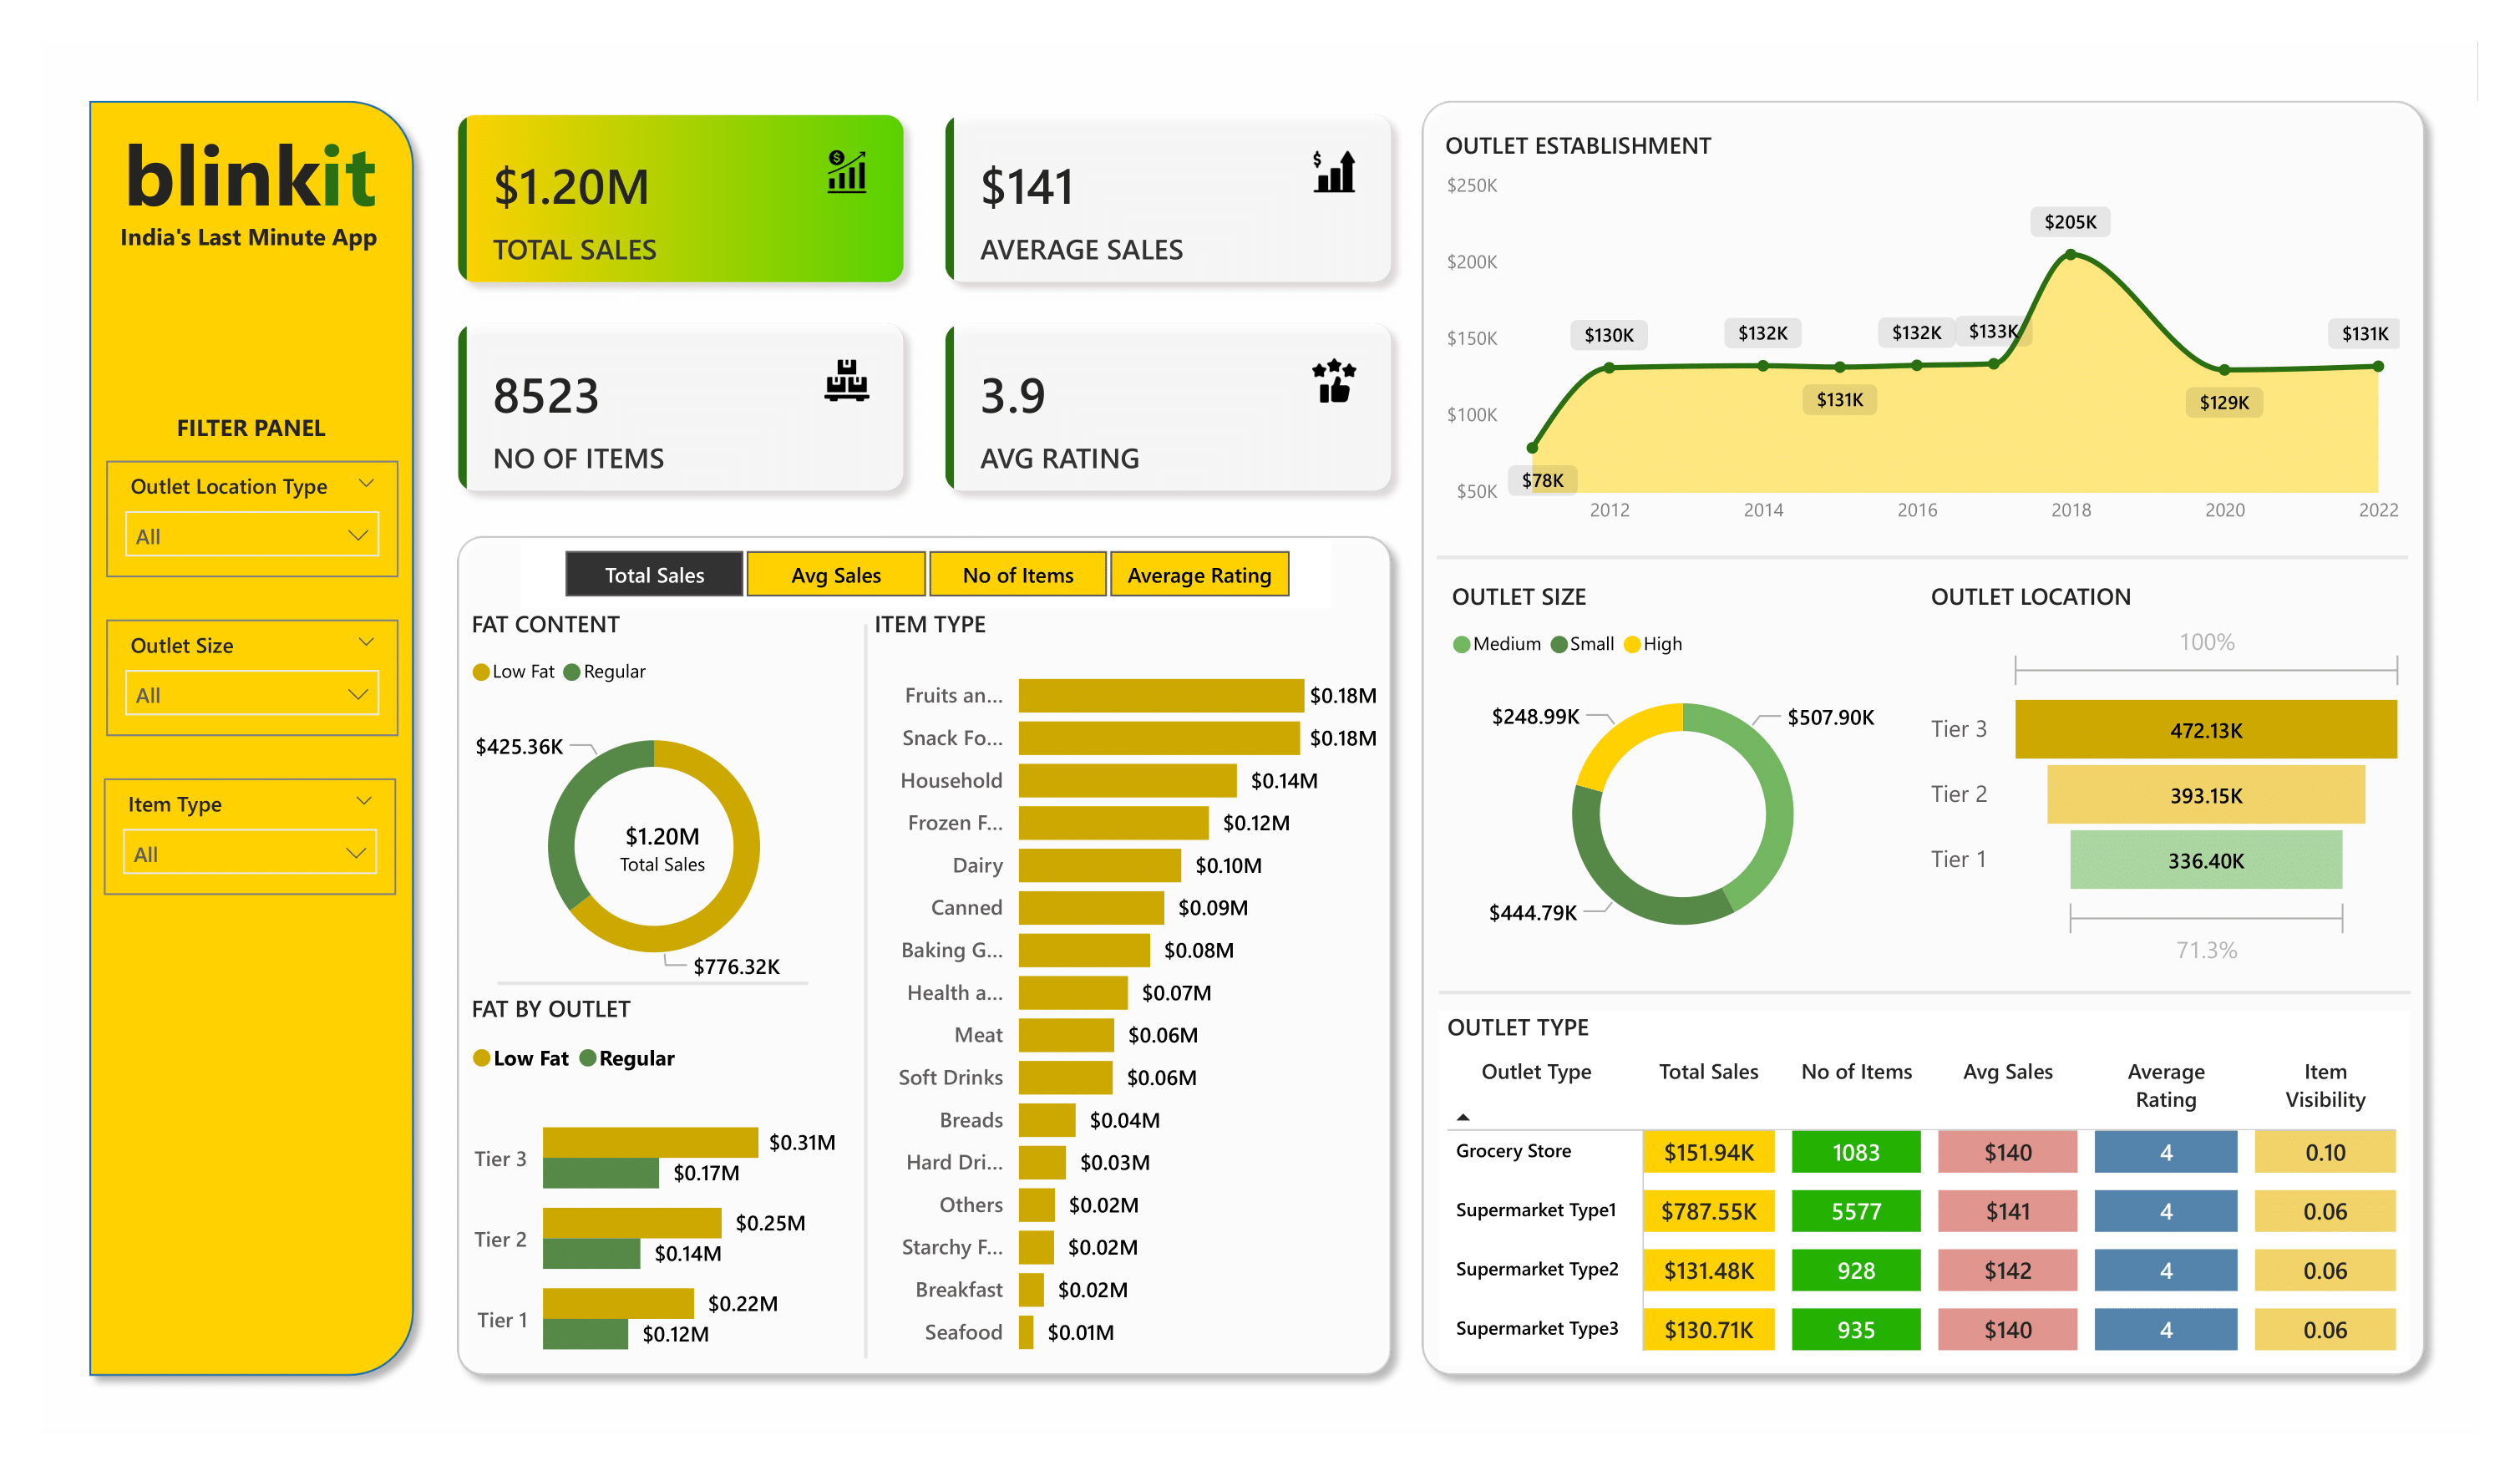 blinkit
India's Last Minute App
FILTER PANEL
Outlet Location Type
All
Outlet Size
All
Item Type
All
$1.20M
TOTAL SALES
$141
AVERAGE SALES
8523
NO OF ITEMS
3.9
AVG RATING
Total Sales Avg Sales No of Items Average Rating
FAT CONTENT
Low Fat Regular
$425.36K
$1.20M
Total Sales
$776.32K
FAT BY OUTLET
Low Fat Regular
Tier 3 $0.31M
$0.17M
Tier 2 $0.25M
$0.14M
Tier 1 $0.22M
$0.12M
ITEM TYPE
Fruits an... $0.18M
Snack Fo... $0.18M
Household $0.14M
Frozen F... $0.12M
Dairy $0.10M
Canned $0.09M
Baking G... $0.08M
Health a... $0.07M
Meat $0.06M
Soft Drinks $0.06M
Breads $0.04M
Hard Dri... $0.03M
Others $0.02M
Starchy F... $0.02M
Breakfast $0.02M
Seafood $0.01M
OUTLET ESTABLISHMENT
$250K
$200K
$150K
$100K
$50K
$78K
$130K
$132K
$131K
$132K
$133K
$205K
$129K
$131K
2012 2014 2016 2018 2020 2022
OUTLET SIZE
Medium Small High
$248.99K
$507.90K
$444.79K
OUTLET LOCATION
100%
Tier 3 472.13K
Tier 2 393.15K
Tier 1 336.40K
71.3%
OUTLET TYPE
Outlet Type Total Sales No of Items Avg Sales Average Rating Item Visibility
Grocery Store $151.94K 1083 $140 4 0.10
Supermarket Type1 $787.55K 5577 $141 4 0.06
Supermarket Type2 $131.48K 928 $142 4 0.06
Supermarket Type3 $130.71K 935 $140 4 0.06